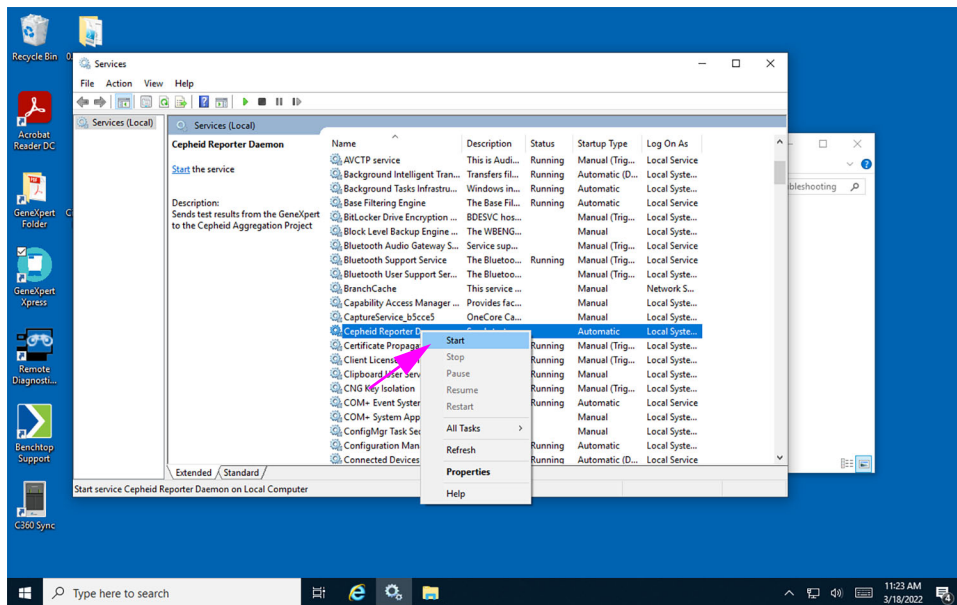 Recycle Bin
Acrobat
Reader DC
GeneXpert
Folder
GeneXpert
Xpress
Remote
Diagnosti...
Benchtop
Support
C360 Sync
Services
File Action View Help
Services (Local)
Services (Local)
Cepheid Reporter Daemon
Start the service
Description:
Sends test results from the GeneXpert
to the Cepheid Aggregation Project
Name Description Status Startup Type Log On As
AVCTP service This is Audi... Running Manual (Trig... Local Service
Background Intelligent Tran... Transfers fil... Running Automatic (D... Local Syste...
Background Tasks Infrastru... Windows in... Running Automatic Local Syste...
Base Filtering Engine The Base Fil... Running Automatic Local Service
BitLocker Drive Encryption ... BDESVC hos... Manual (Trig... Local Syste...
Block Level Backup Engine ... The WBENG... Manual Local Syste...
Bluetooth Audio Gateway S... Service sup... Manual (Trig... Local Service
Bluetooth Support Service The Bluetoo... Running Manual (Trig... Local Service
Bluetooth User Support Ser... The Bluetoo... Manual (Trig... Local Syste...
BranchCache This service ... Manual Network S...
Capability Access Manager ... Provides fac... Manual Local Syste...
CaptureService_b5cce5 OneCore Ca... Manual Local Syste...
Cepheid Reporter D Automatic Local Syste...
Certificate Propaga Running Manual (Trig... Local Syste...
Client Licens Running Manual (Trig... Local Syste...
Clipboard User Serv Running Manual Local Syste...
CNG Key Isolation Running Manual (Trig... Local Syste...
COM+ Event System Running Automatic Local Service
COM+ System App Manual Local Syste...
ConfigMgr Task Se Manual Local Syste...
Configuration Man Running Automatic Local Syste...
Connected Devices Running Automatic (D... Local Service
Start
Stop
Pause
Resume
Restart
All Tasks
Refresh
Properties
Help
Extended Standard
Start service Cepheid Reporter Daemon on Local Computer
bleshooting
Type here to search
11:23 AM
3/18/2022
4